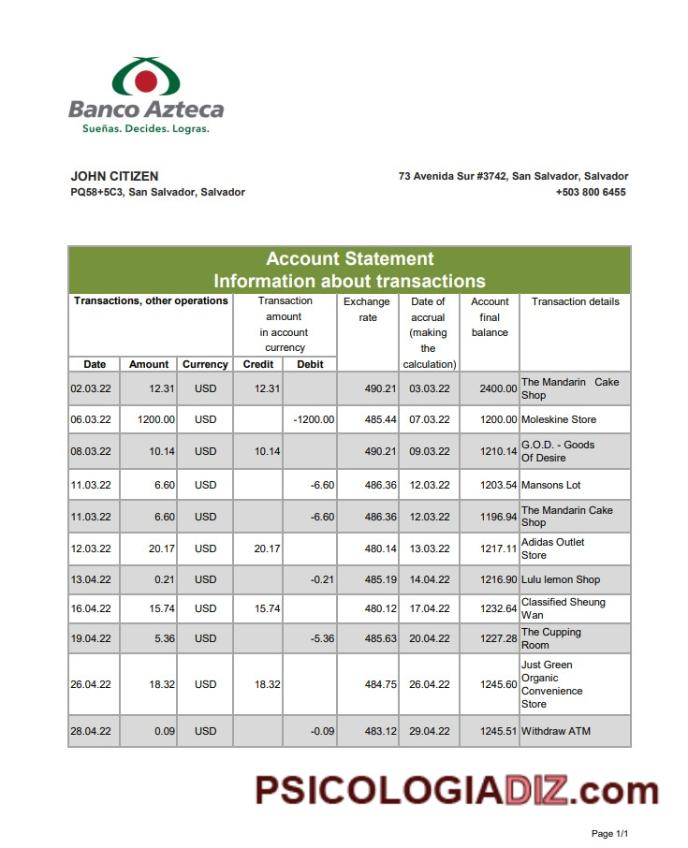 Banco Azteca
Sueñas. Decides. Logras.
JOHN CITIZEN
PQ58+5C3, San Salvador, Salvador
73 Avenida Sur #3742, San Salvador, Salvador
+503 800 6455
Account Statement
Information about transactions
Transactions, other operations
Transaction
amount
in account
currency
Exchange
rate
Date of
accrual
(making
the
calculation)
Account
final
balance
Transaction details
Date Amount Currency Credit Debit
02.03.22 12.31 USD 12.31 490.21 03.03.22 2400.00 The Mandarin Cake
Shop
06.03.22 1200.00 USD -1200.00 485.44 07.03.22 1200.00 Moleskine Store
08.03.22 10.14 USD 10.14 490.21 09.03.22 1210.14 G.O.D. - Goods
Of Desire
11.03.22 6.60 USD -6.60 486.36 12.03.22 1203.54 Mansons Lot
11.03.22 6.60 USD -6.60 486.36 12.03.22 1196.94 The Mandarin Cake
Shop
12.03.22 20.17 USD 20.17 480.14 13.03.22 1217.11 Adidas Outlet
Store
13.04.22 0.21 USD -0.21 485.19 14.04.22 1216.90 Lulu lemon Shop
16.04.22 15.74 USD 15.74 480.12 17.04.22 1232.64 Classified Sheung
Wan
19.04.22 5.36 USD -5.36 485.63 20.04.22 1227.28 The Cupping
Room
26.04.22 18.32 USD 18.32 484.75 26.04.22 1245.60 Just Green
Organic
Convenience
Store
28.04.22 0.09 USD -0.09 483.12 29.04.22 1245.51 Withdraw ATM
PSICOLOGIADIZ.com
Page 1/1